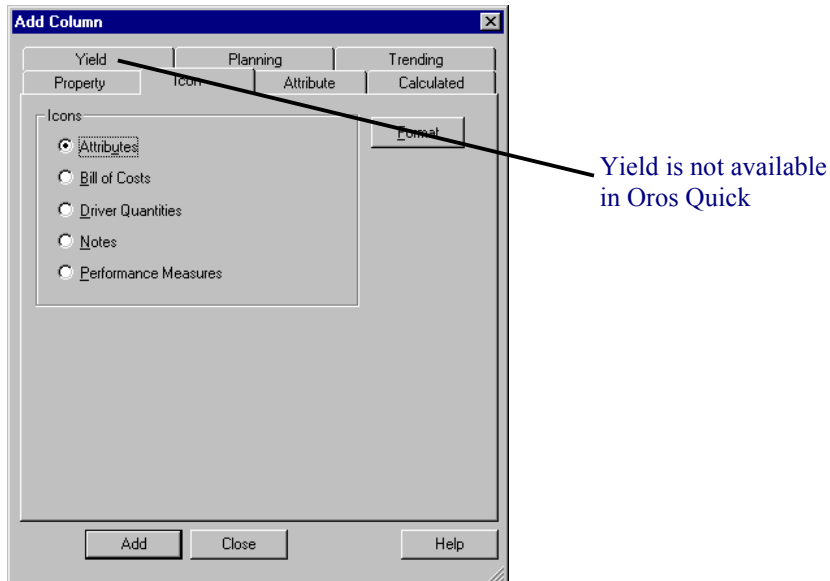 Add Column
Yield Planning Trending
Property Icon Attribute Calculated
Icons
Attributes
Format
Bill of Costs
Driver Quantities
Notes
Performance Measures
Yield is not available
in Oros Quick
Add Close Help